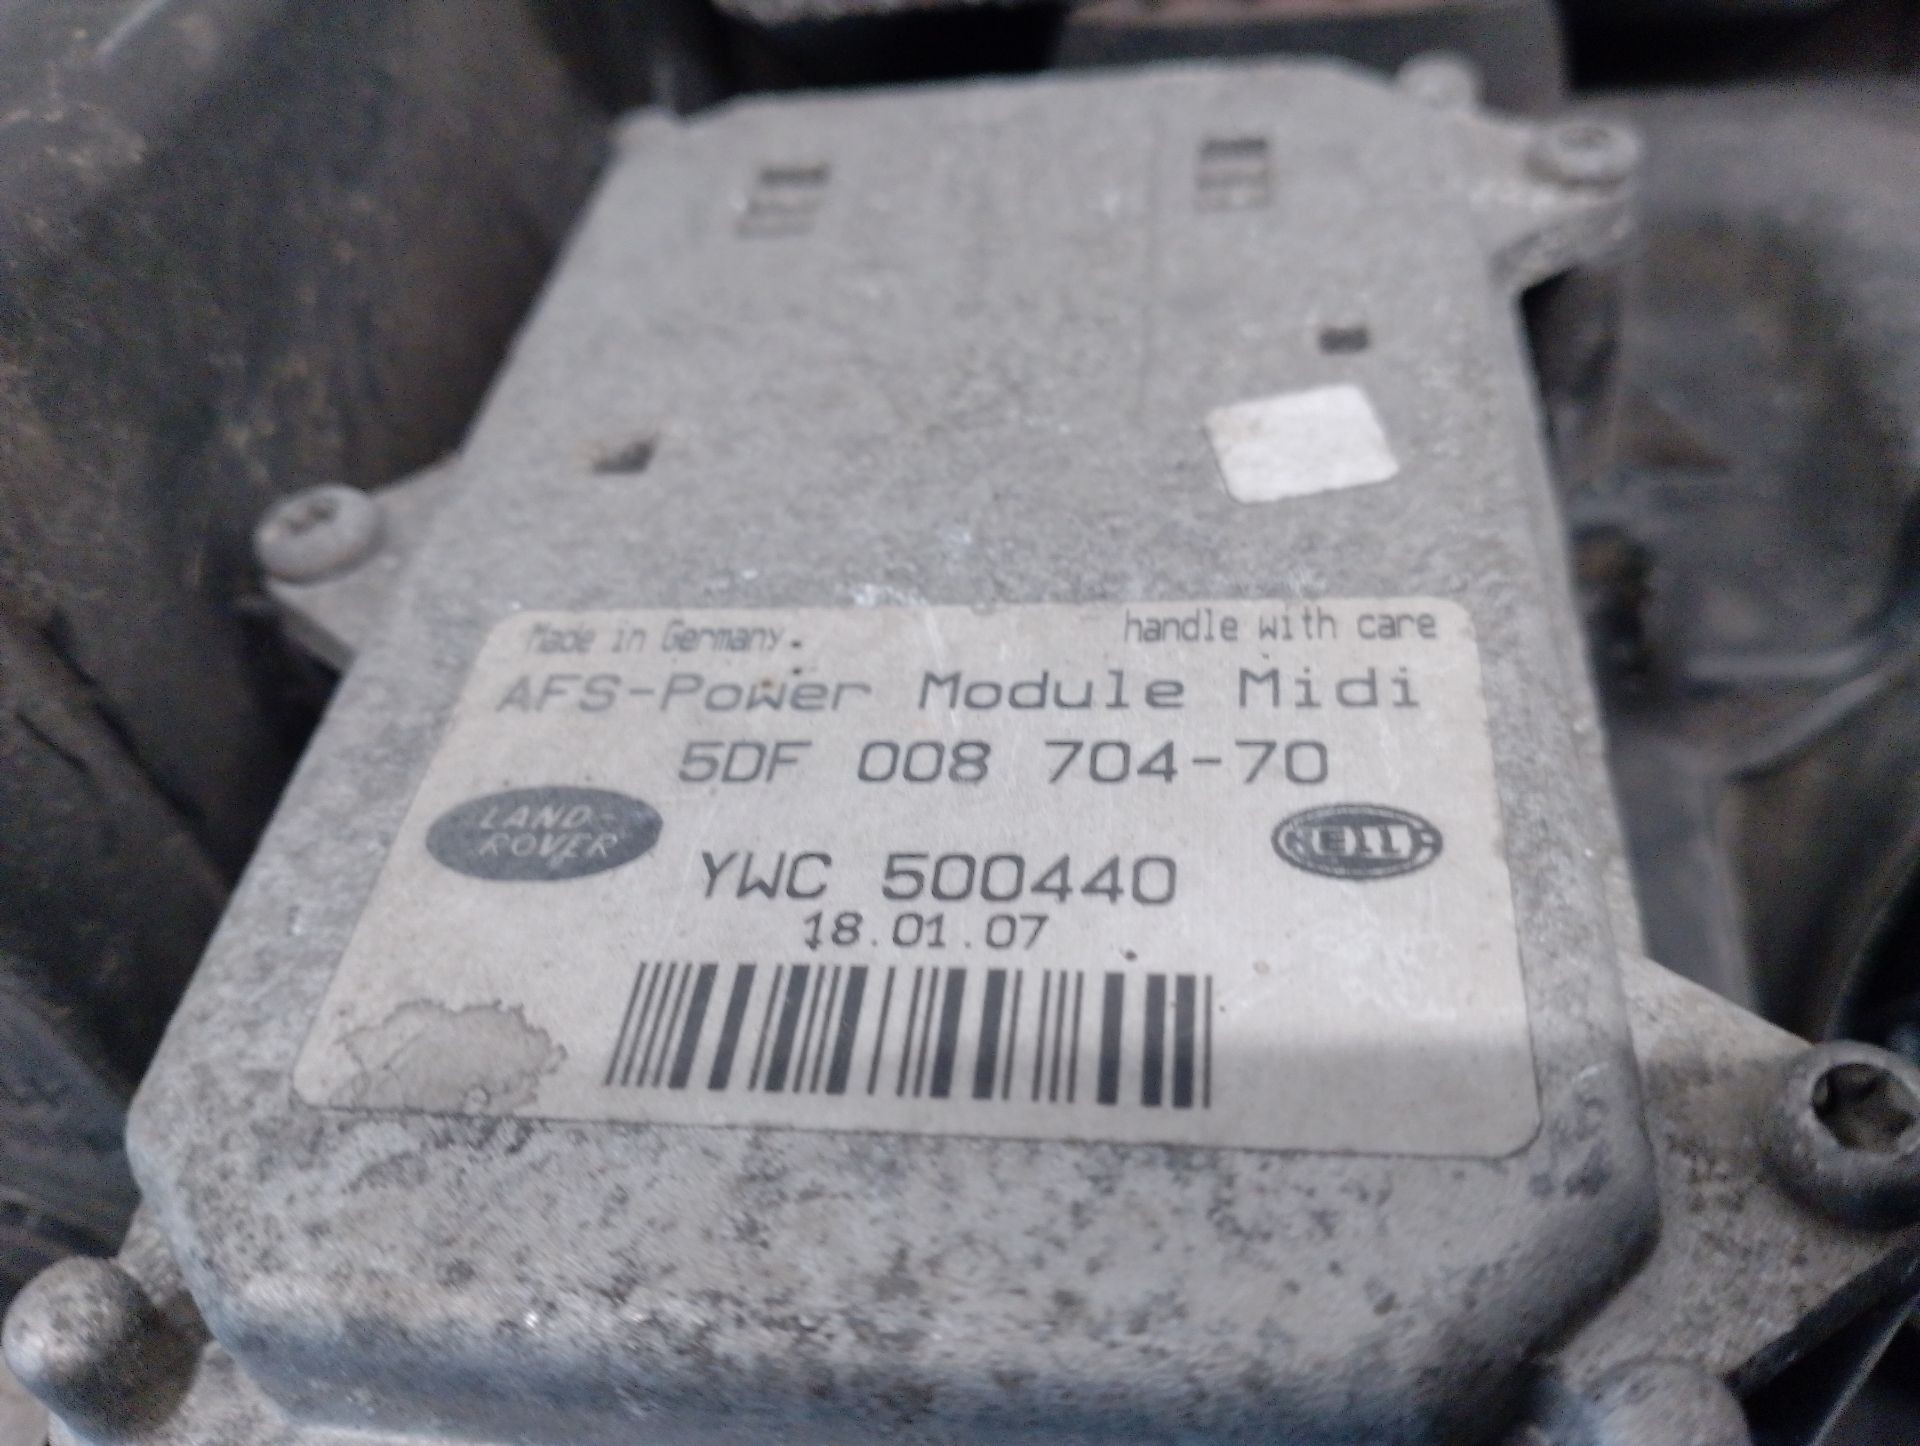 Made in Germany.
handle with care
AFS-Power Module Midi
5DF 008 704-70
LAND-
ROVER
HELLA
YWC 500440
18.01.07